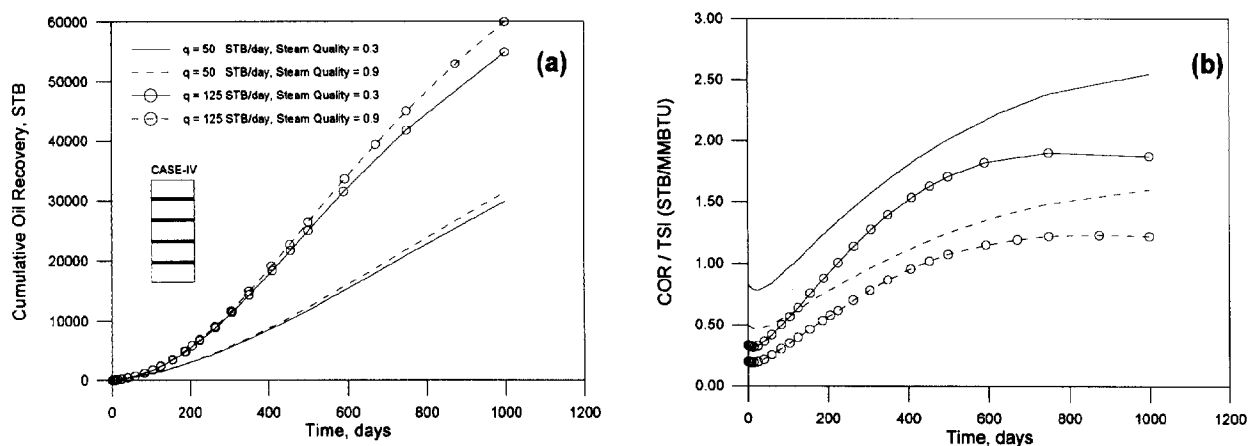 60000
50000
40000
30000
20000
10000
0
Cumulative Oil Recovery, STB
q = 50 STB/day, Steam Quality = 0.3
q = 50 STB/day, Steam Quality = 0.9
q = 125 STB/day, Steam Quality = 0.3
q = 125 STB/day, Steam Quality = 0.9
(a)
CASE-IV
0 200 400 600 800 1000 1200
Time, days
3.00
2.50
2.00
1.50
1.00
0.50
0.00
COR / TSI (STB/MMBTU)
(b)
0 200 400 600 800 1000 1200
Time, days